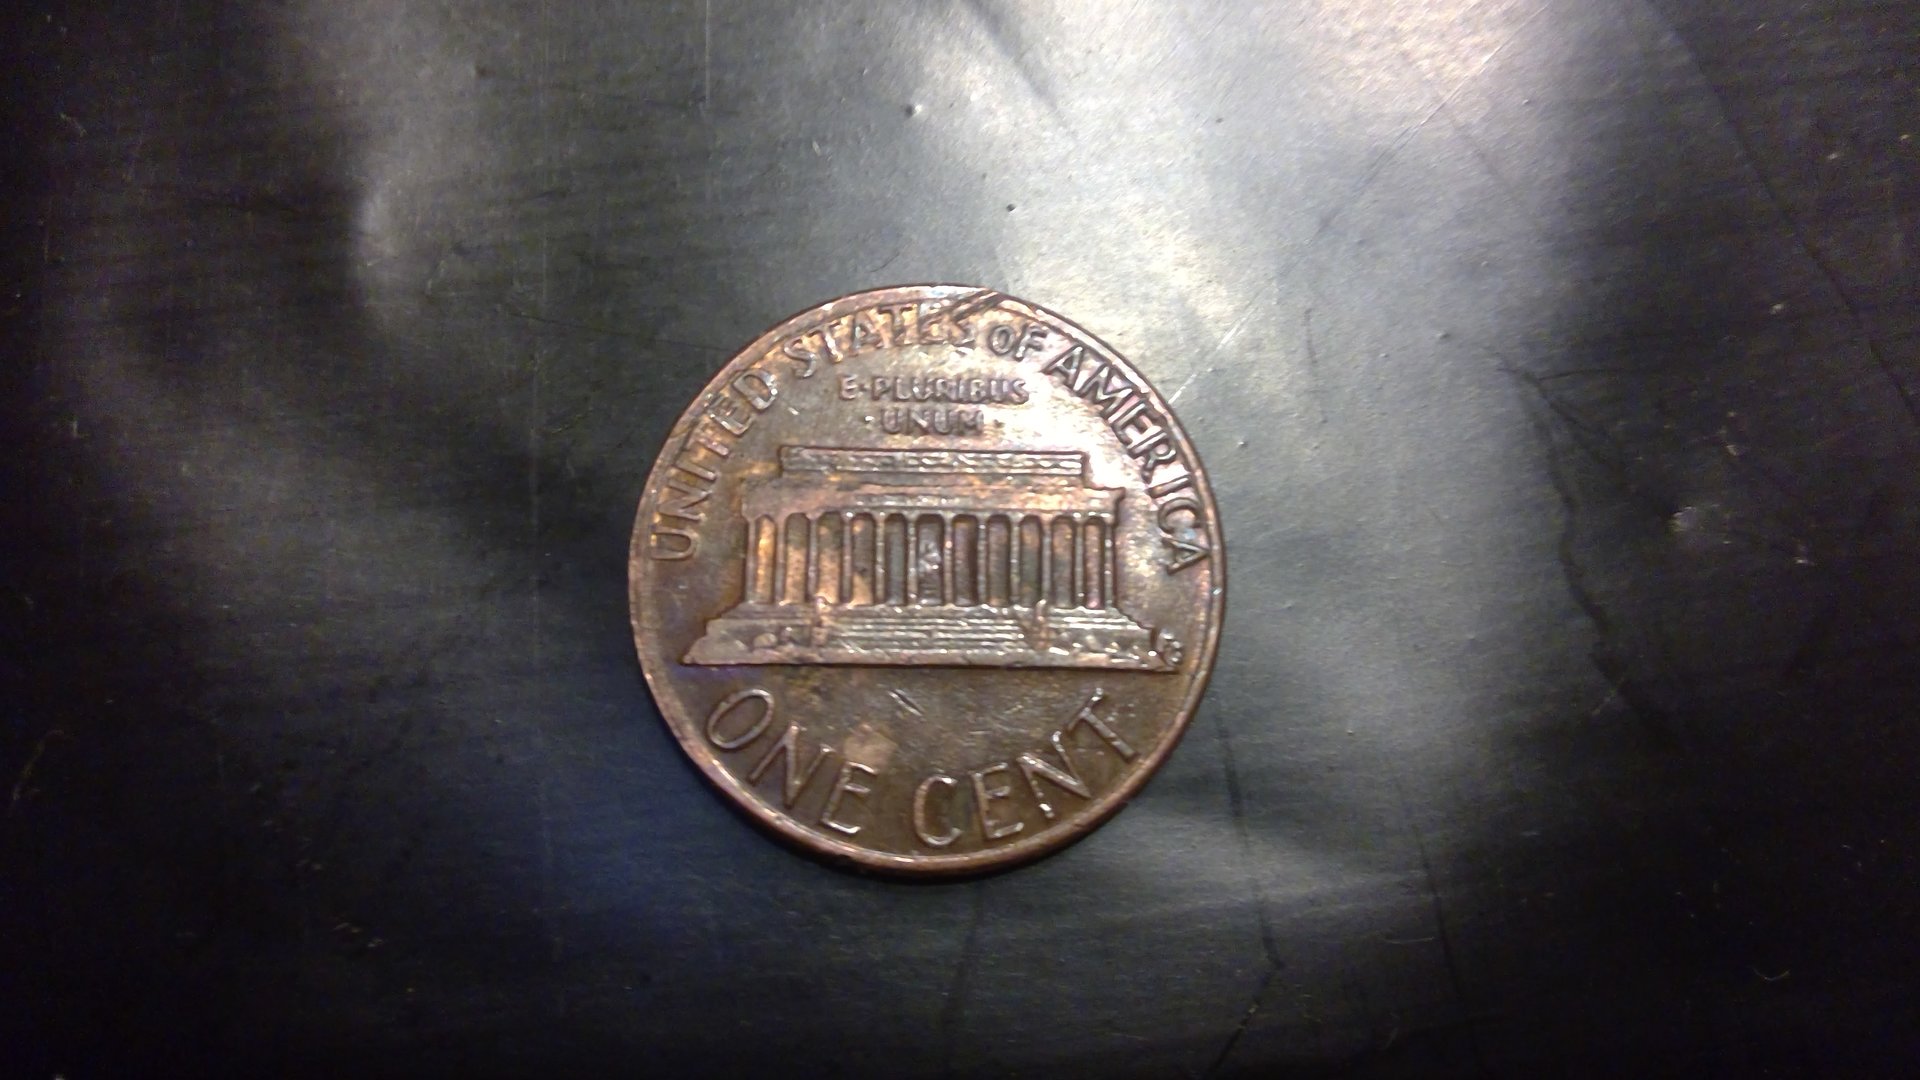 UNITED STATES OF AMERICA
E·PLURIBUS
·UNUM·
ONE CENT